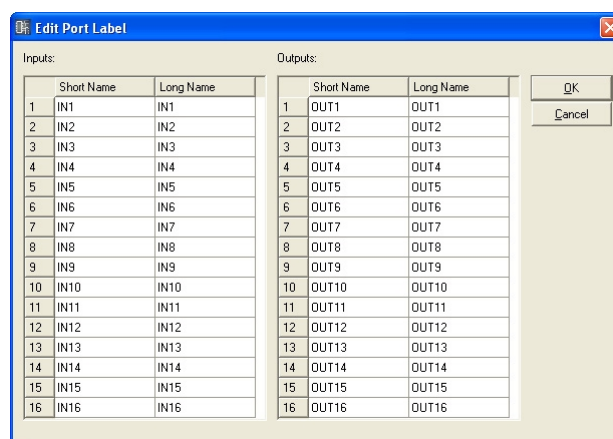 Edit Port Label
Inputs: Outputs:
Short Name Long Name Short Name Long Name OK
1 IN1 IN1 1 OUT1 OUT1
Cancel
2 IN2 IN2 2 OUT2 OUT2
3 IN3 IN3 3 OUT3 OUT3
4 IN4 IN4 4 OUT4 OUT4
5 IN5 IN5 5 OUT5 OUT5
6 IN6 IN6 6 OUT6 OUT6
7 IN7 IN7 7 OUT7 OUT7
8 IN8 IN8 8 OUT8 OUT8
9 IN9 IN9 9 OUT9 OUT9
10 IN10 IN10 10 OUT10 OUT10
11 IN11 IN11 11 OUT11 OUT11
12 IN12 IN12 12 OUT12 OUT12
13 IN13 IN13 13 OUT13 OUT13
14 IN14 IN14 14 OUT14 OUT14
15 IN15 IN15 15 OUT15 OUT15
16 IN16 IN16 16 OUT16 OUT16